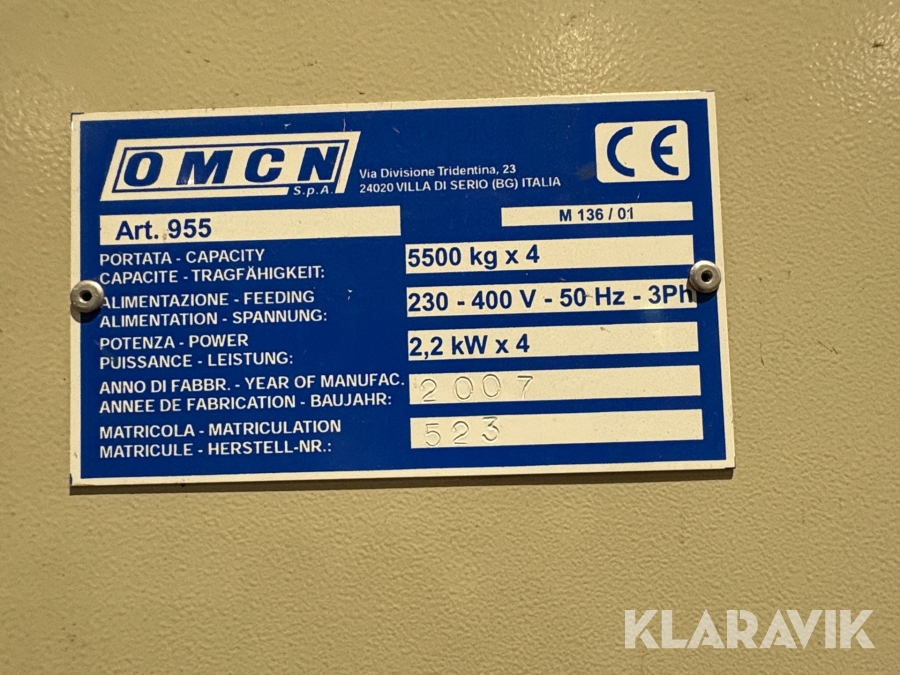 OMCN
S.p.A.
Via Divisione Tridentina, 23
24020 VILLA DI SERIO (BG) ITALIA
CE
Art. 955
M 136 / 01
PORTATA - CAPACITY
CAPACITE - TRAGFÄHIGKEIT:
5500 kg x 4
ALIMENTAZIONE - FEEDING
ALIMENTATION - SPANNUNG:
230 - 400 V - 50 Hz - 3Ph
POTENZA - POWER
PUISSANCE - LEISTUNG:
2,2 kW x 4
ANNO DI FABBR. - YEAR OF MANUFAC.
ANNEE DE FABRICATION - BAUJAHR:
2007
MATRICOLA - MATRICULATION
MATRICULE - HERSTELL-NR.:
523
KLARAVIK